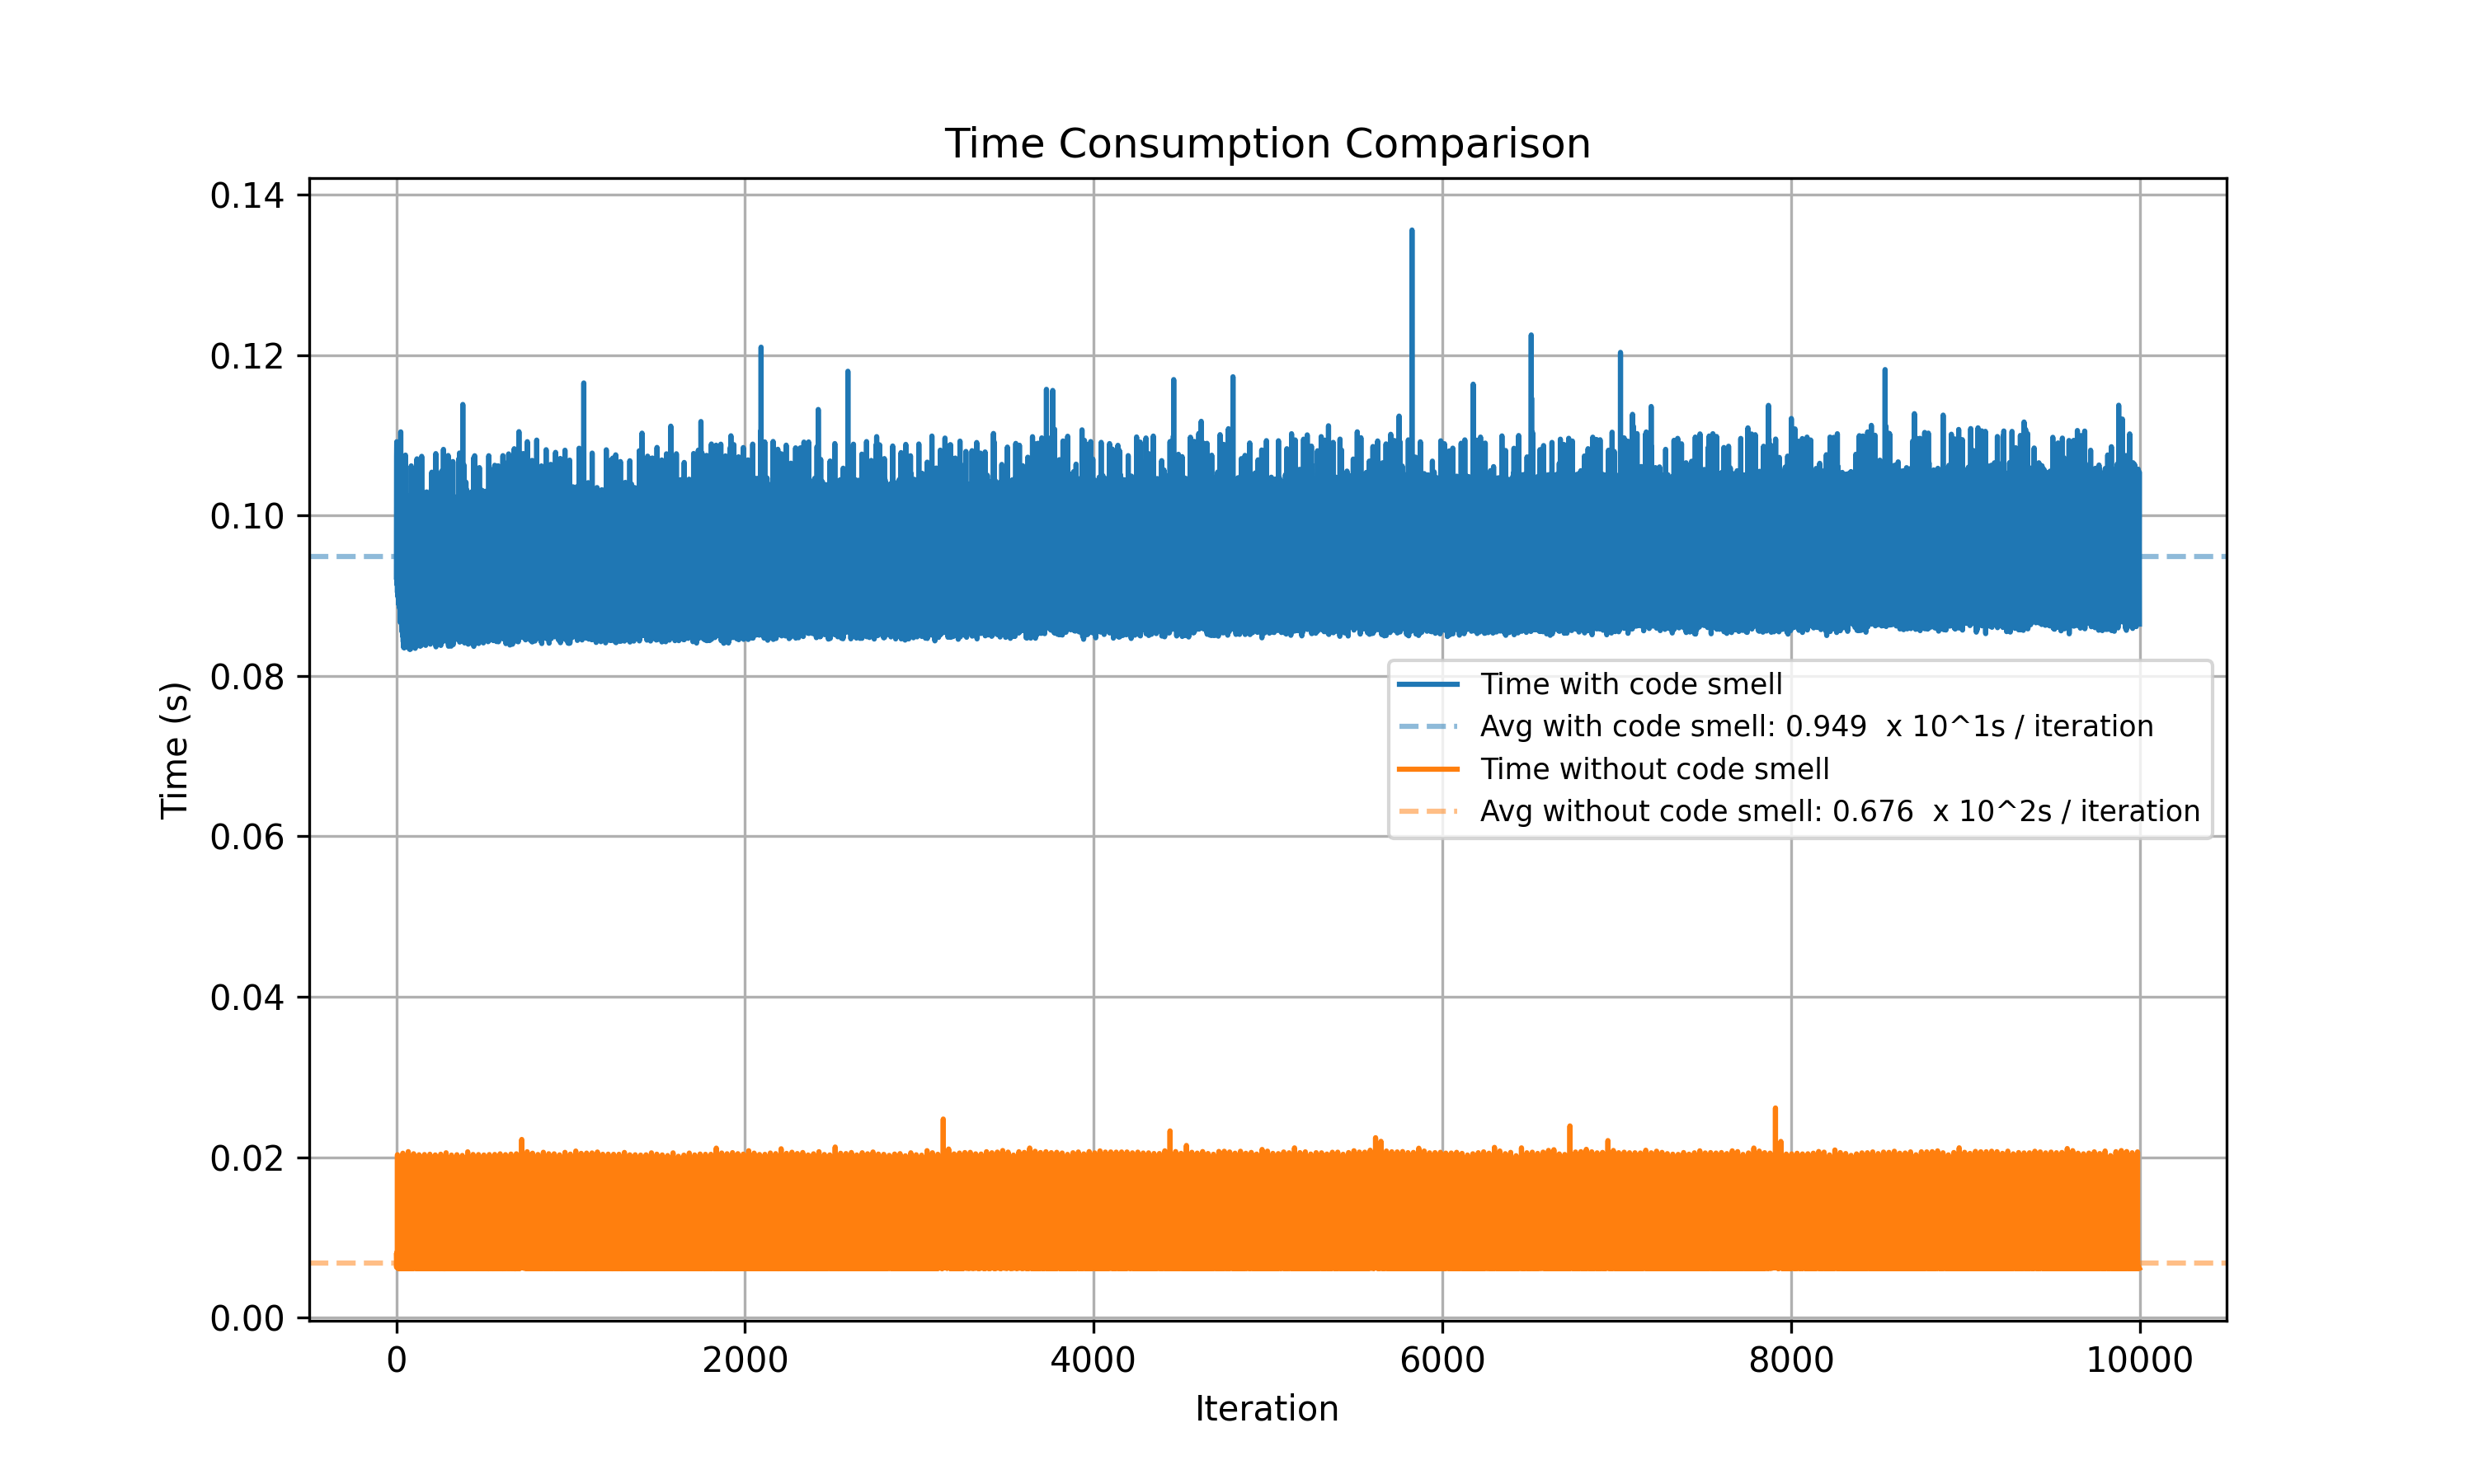 Time Consumption Comparison
Time (s)
0.14
0.12
0.10
0.08
0.06
0.04
0.02
0.00
Time with code smell
Avg with code smell: 0.949  x 10^1s / iteration
Time without code smell
Avg without code smell: 0.676  x 10^2s / iteration
0 2000 4000 6000 8000 10000
Iteration